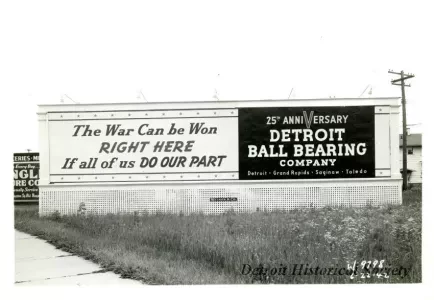 The War Can be Won
RIGHT HERE
If all of us DO OUR PART
25TH ANNIVERSARY
DETROIT
BALL BEARING
COMPANY
Detroit - Grand Rapids - Saginaw - Toledo
Detroit Historical Society